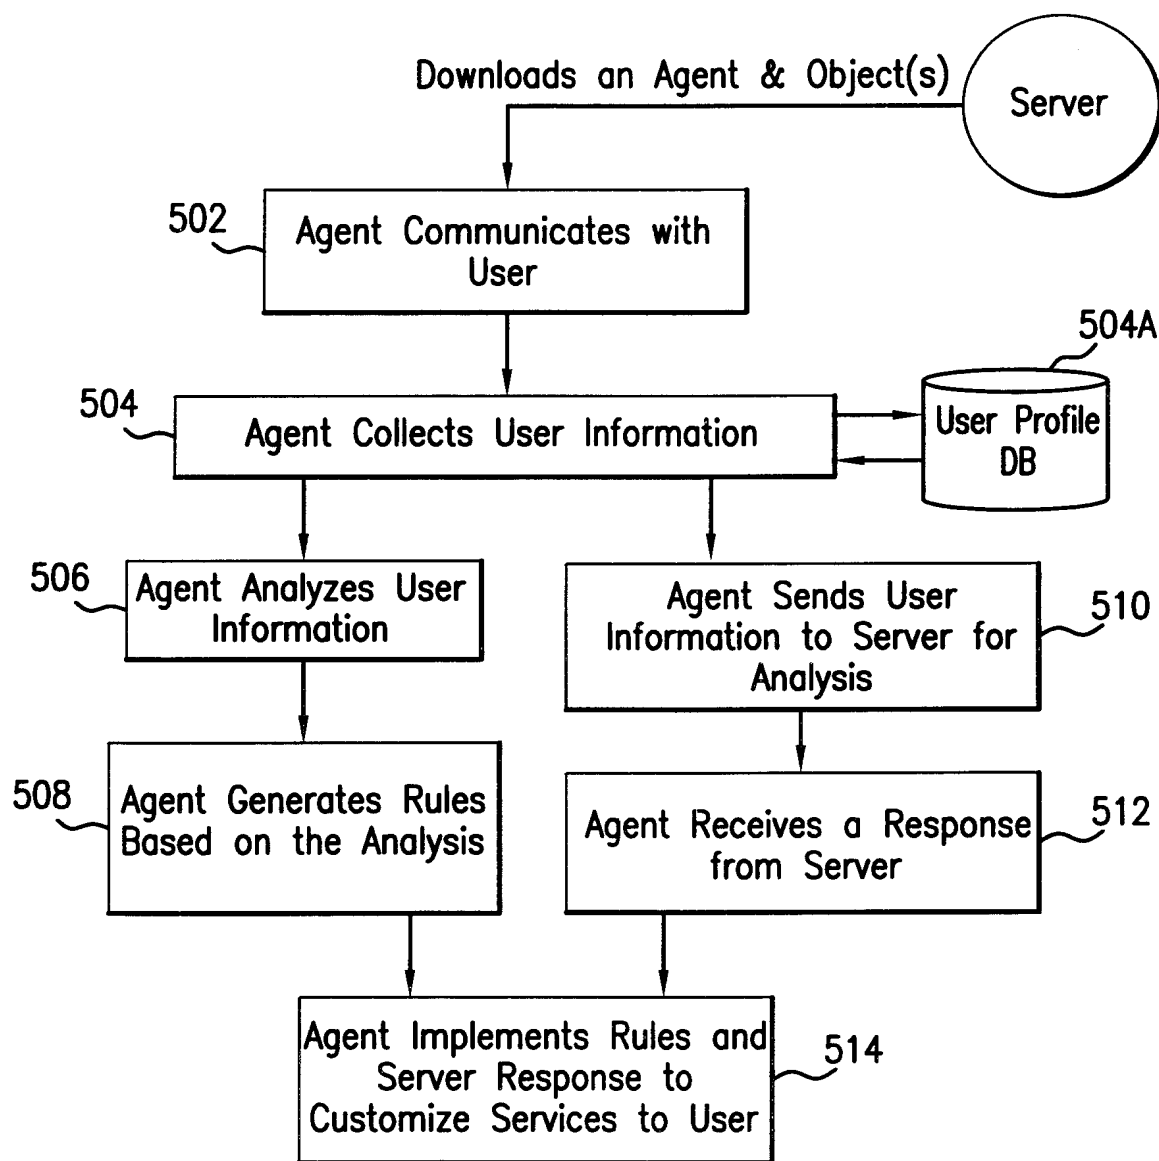 Downloads an Agent & Object(s)
Server
502
Agent Communicates with
User
504A
504
Agent Collects User Information
User Profile
DB
506
Agent Analyzes User
Information
Agent Sends User
Information to Server for
Analysis
510
508
Agent Generates Rules
Based on the Analysis
Agent Receives a Response
from Server
512
Agent Implements Rules and
Server Response to
Customize Services to User
514